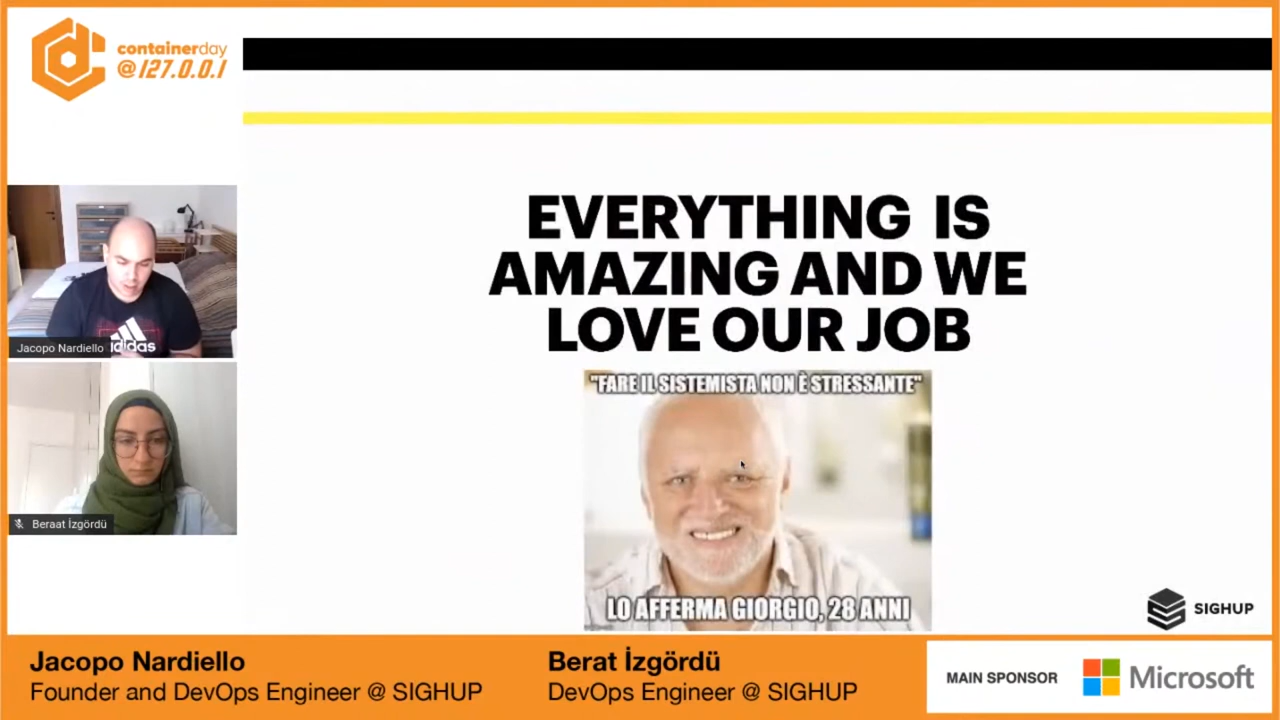 containerday
@127.0.0.1
EVERYTHING IS
AMAZING AND WE
LOVE OUR JOB
"FARE IL SISTEMISTA NON È STRESSANTE"
LO AFFERMA GIORGIO, 28 ANNI
adidas
Jacopo Nardiello
Beraat İzgördü
SIGHUP
Jacopo Nardiello
Founder and DevOps Engineer @ SIGHUP
Berat İzgördü
DevOps Engineer @ SIGHUP
MAIN SPONSOR
Microsoft